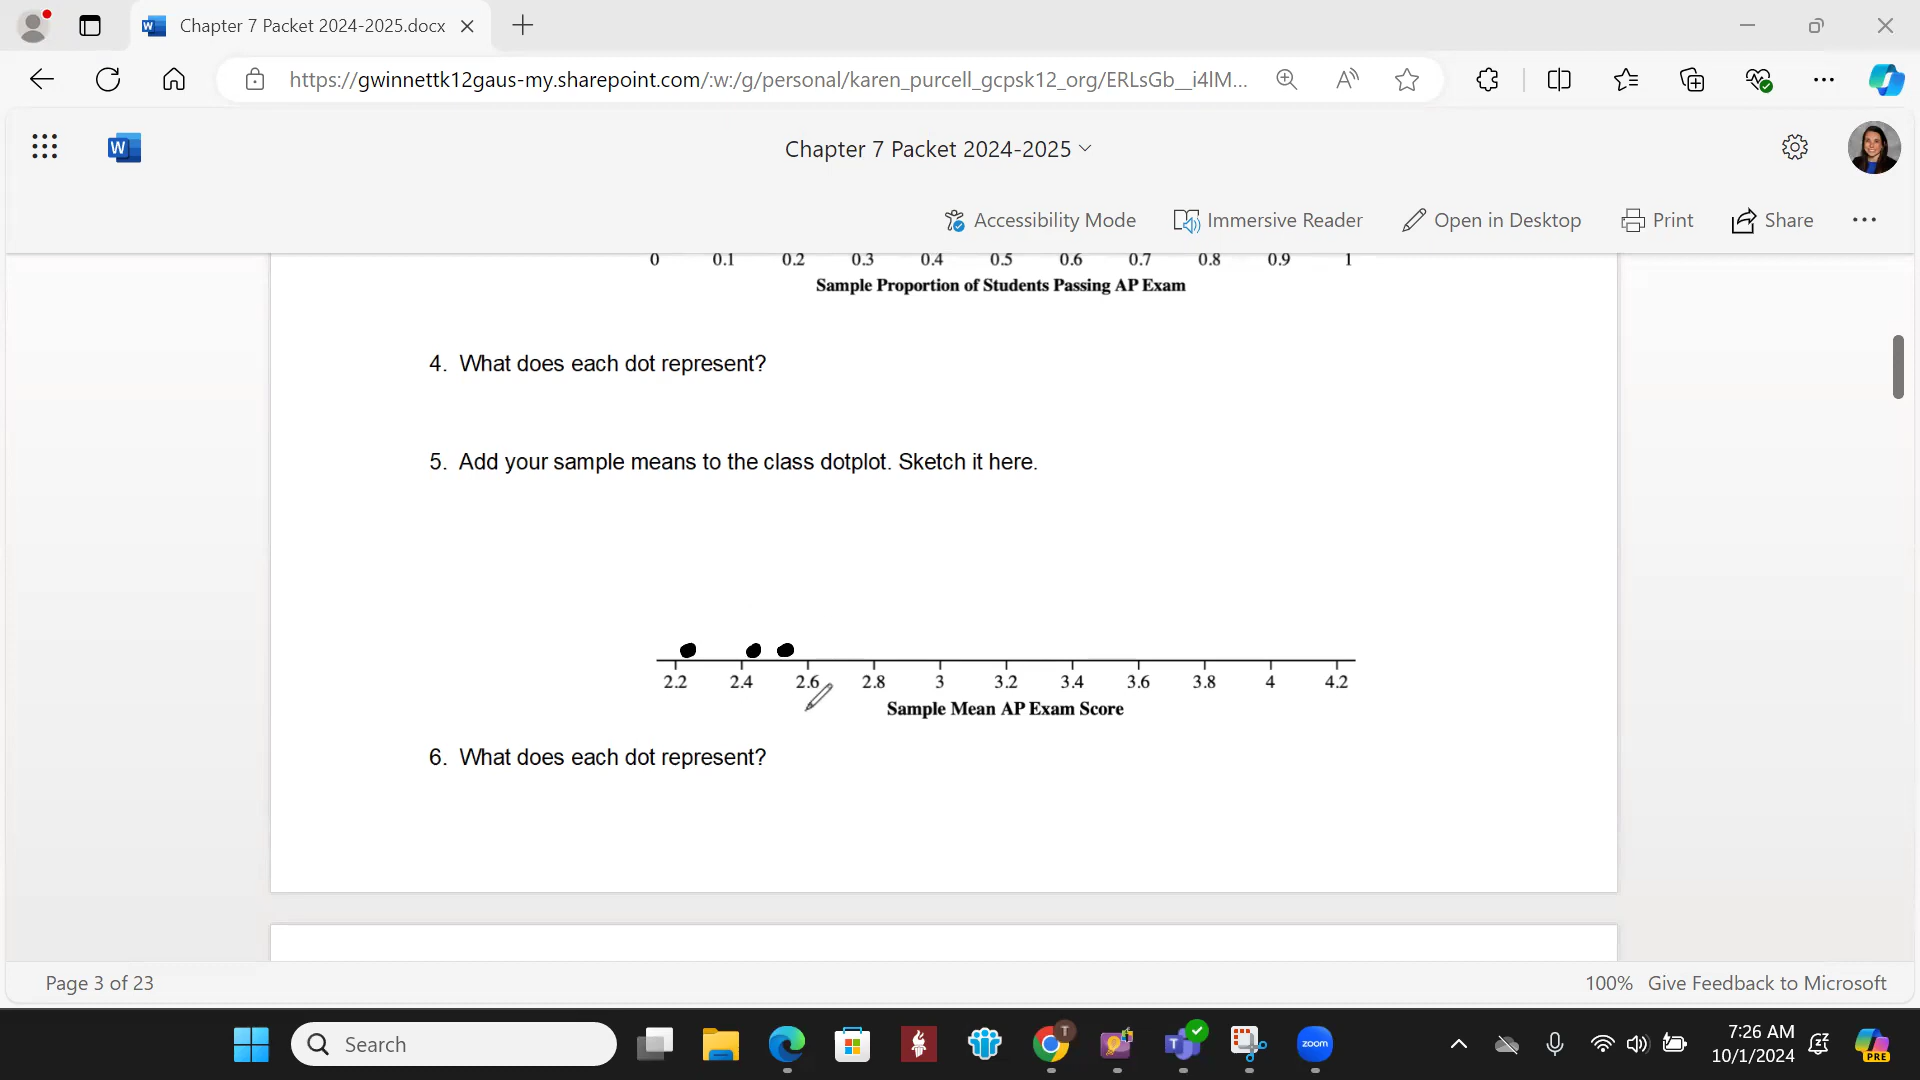 Chapter 7 Packet 2024-2025.docx
https://gwinnettk12gaus-my.sharepoint.com/:w:/g/personal/karen_purcell_gcpsk12_org/ERLsGb__i4lM...
W
Chapter 7 Packet 2024-2025
Accessibility Mode
Immersive Reader
Open in Desktop
Print
Share
0 0.1 0.2 0.3 0.4 0.5 0.6 0.7 0.8 0.9 1
Sample Proportion of Students Passing AP Exam
4. What does each dot represent?
5. Add your sample means to the class dotplot. Sketch it here.
2.2 2.4 2.6 2.8 3 3.2 3.4 3.6 3.8 4 4.2
Sample Mean AP Exam Score
6. What does each dot represent?
Page 3 of 23
100% Give Feedback to Microsoft
Search
T
T
zoom
7:26 AM
10/1/2024
PRE